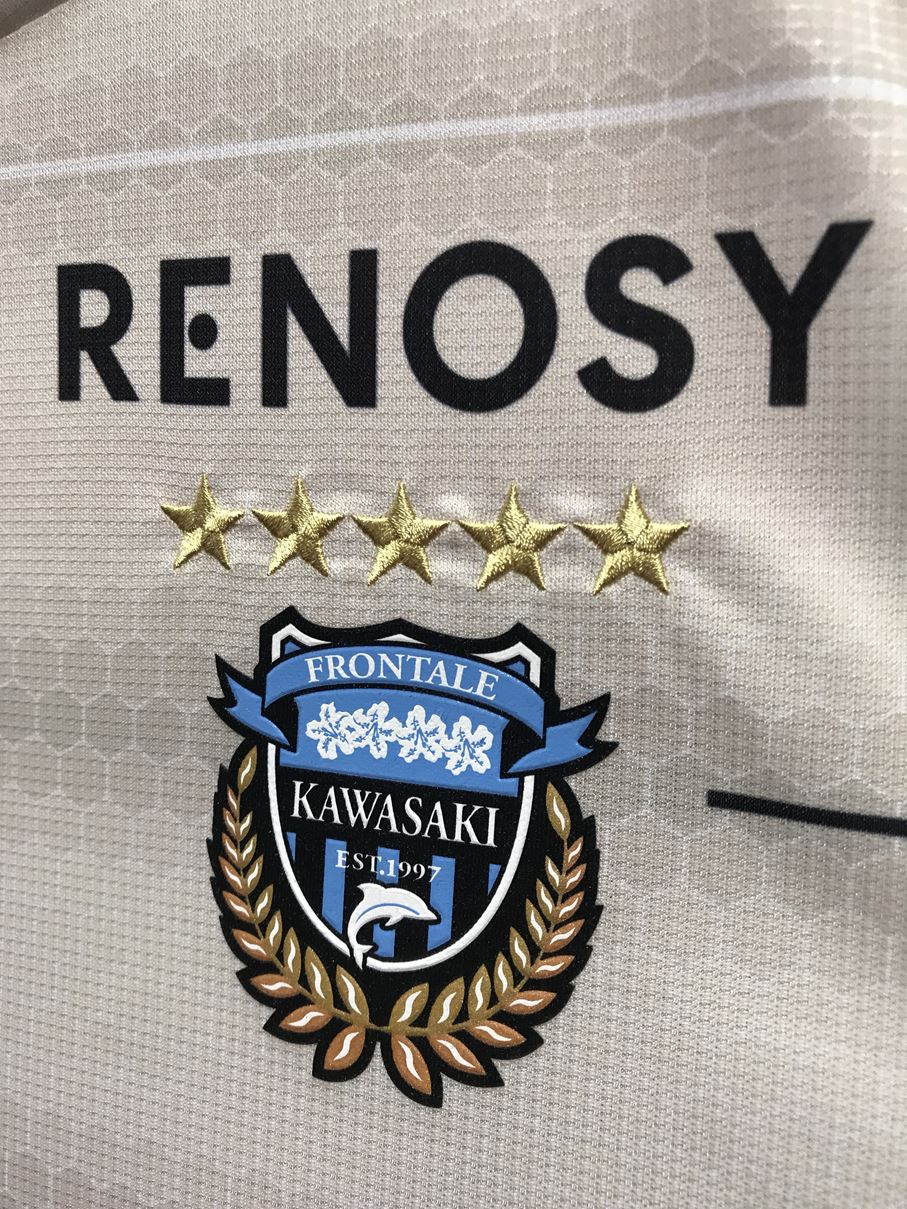 RENOSY
FRONTALE
KAWASAKI
EST.1997